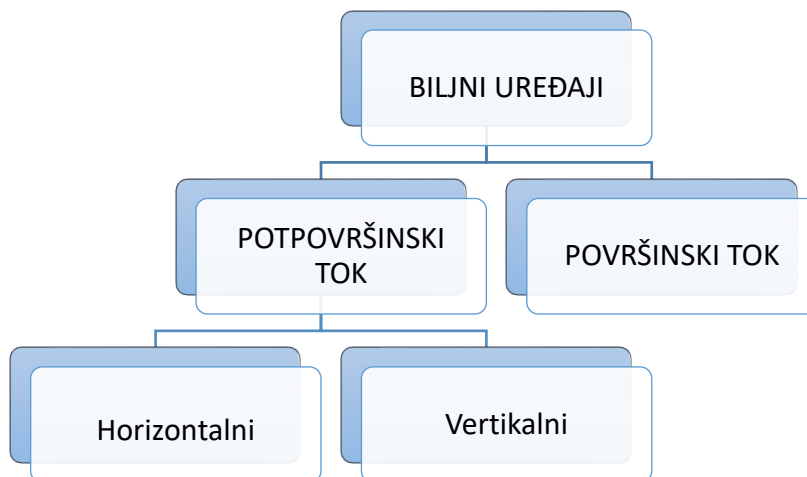 BILJNI UREĐAJI
POTPOVRŠINSKI
TOK
POVRŠINSKI TOK
Horizontalni
Vertikalni